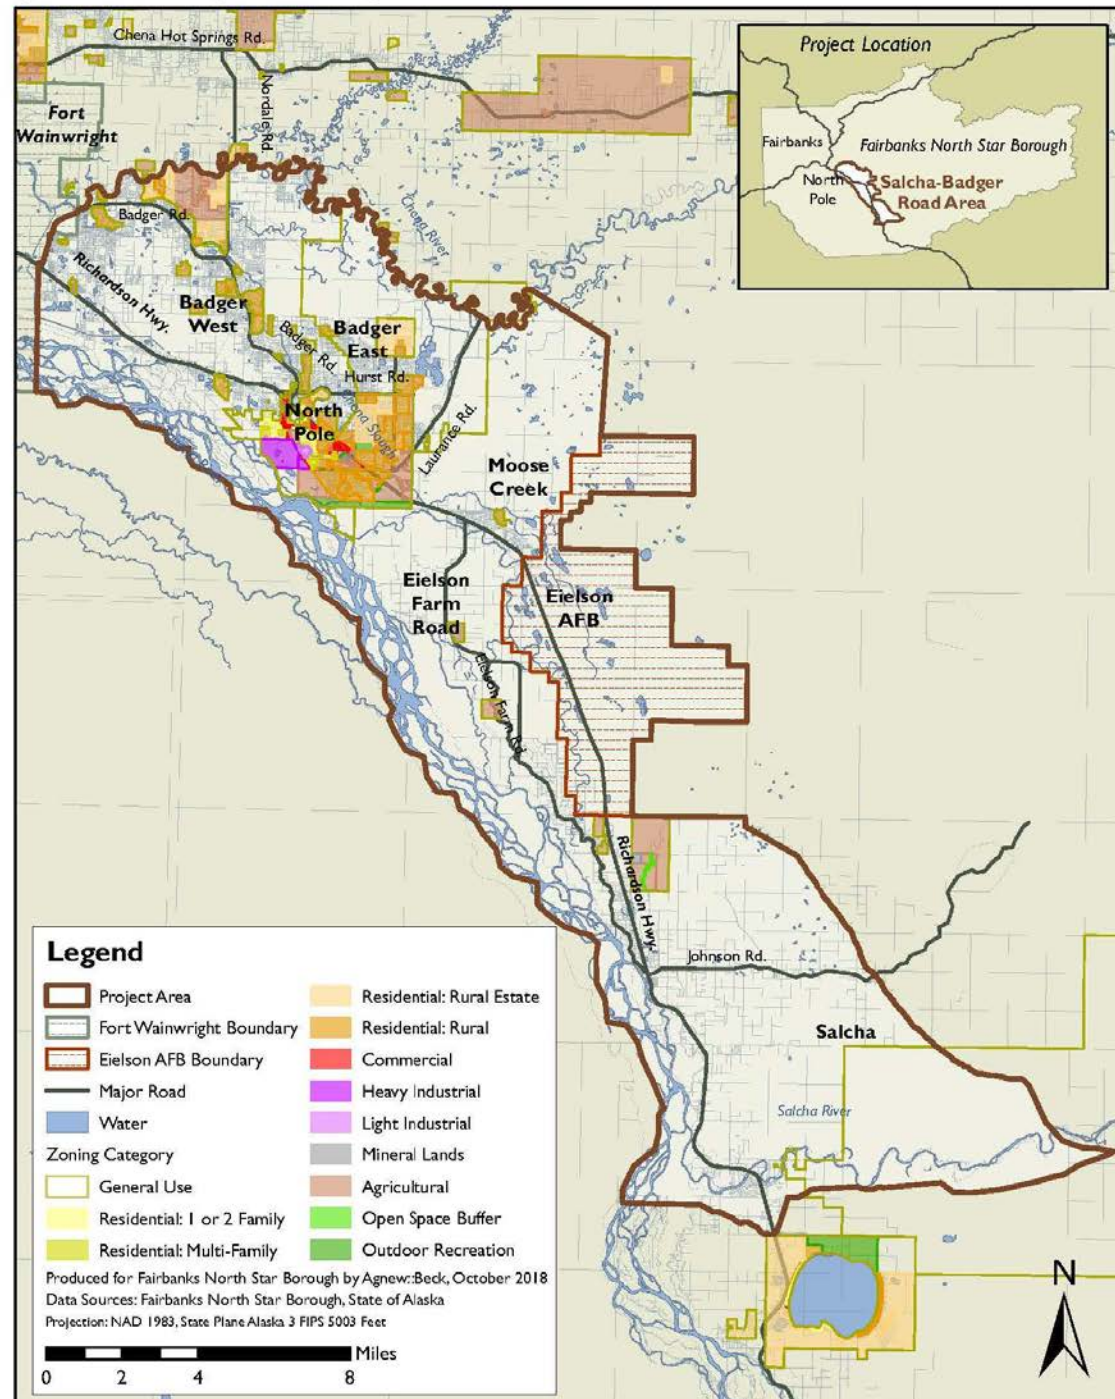 Chena Hot Springs Rd.
Project Location
Fort
Wainwright
Nordale Rd.
Fairbanks
Fairbanks North Star Borough
North
Pole
Salcha-Badger
Road Area
Badger Rd.
Chena River
Richardson Hwy.
Badger
West
Badger Rd.
Badger
East
Hurst Rd.
North
Pole
Chena Slough
Laurance Rd.
Moose
Creek
Eielson
Farm
Road
Eielson
AFB
Eielson Farm Rd.
Richardson Hwy.
Johnson Rd.
Salcha
Salcha River
Legend
Project Area
Fort Wainwright Boundary
Eielson AFB Boundary
Major Road
Water
Zoning Category
General Use
Residential: 1 or 2 Family
Residential: Multi-Family
Residential: Rural Estate
Residential: Rural
Commercial
Heavy Industrial
Light Industrial
Mineral Lands
Agricultural
Open Space Buffer
Outdoor Recreation
Produced for Fairbanks North Star Borough by Agnew::Beck, October 2018
Data Sources: Fairbanks North Star Borough, State of Alaska
Projection: NAD 1983, State Plane Alaska 3 FIPS 5003 Feet
Miles
0 2 4 8
N